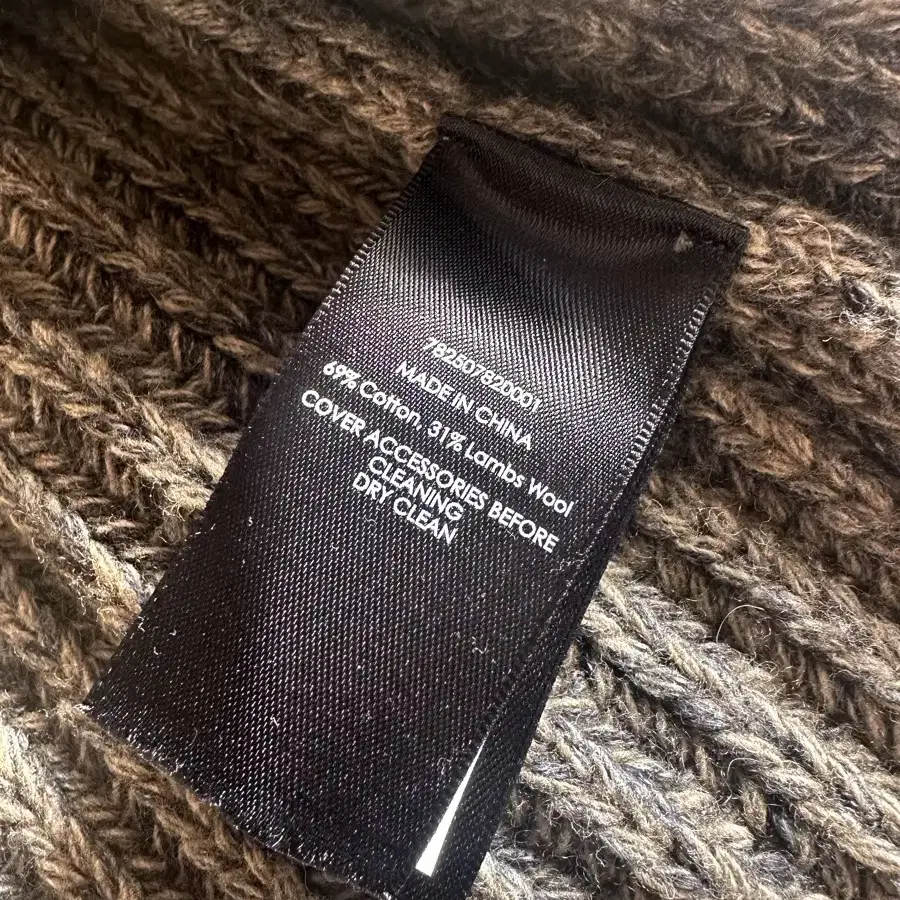 782507820001
MADE IN CHINA
69% Cotton, 31% Lambs Wool
COVER ACCESSORIES BEFORE
CLEANING
DRY CLEAN